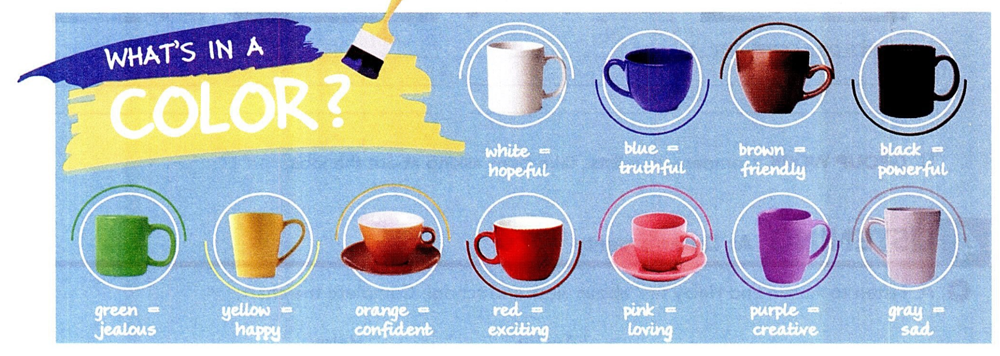 WHAT'S IN A
COLOR?
white =
hopeful
blue =
truthful
brown =
friendly
black =
powerful
green =
jealous
yellow =
happy
orange =
confident
red =
exciting
pink =
loving
purple =
creative
gray =
sad